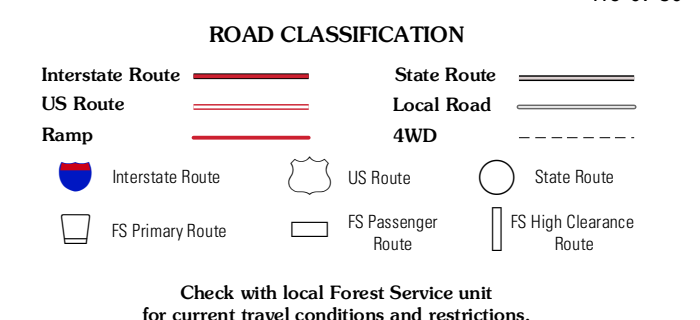 ROAD CLASSIFICATION
Interstate Route State Route
US Route Local Road
Ramp 4WD
Interstate Route US Route State Route
FS Primary Route FS Passenger Route FS High Clearance Route
Check with local Forest Service unit
for current travel conditions and restrictions.